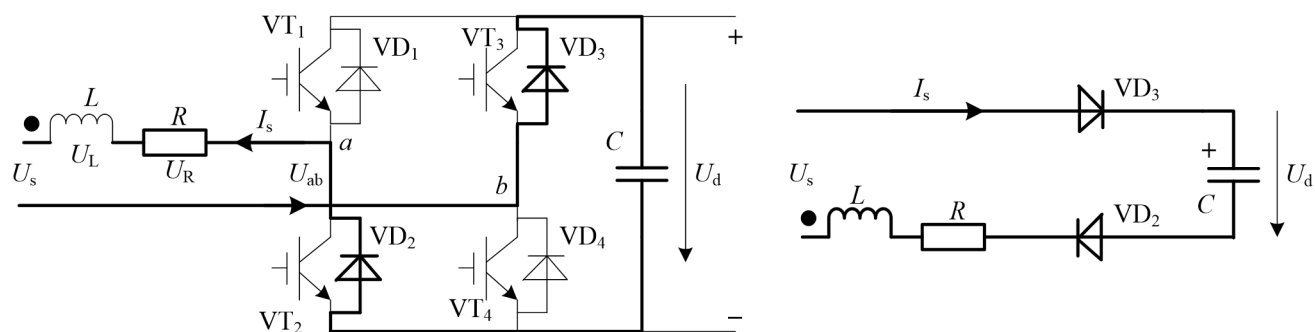 VT1
VD1
VT3
VD3
+
L
R
Is
a
UL
Us
UR
Uab
b
C
Ud
VD2
VD4
VT2
VT4
−
Is
VD3
+
Us
L
R
VD2
C
Ud